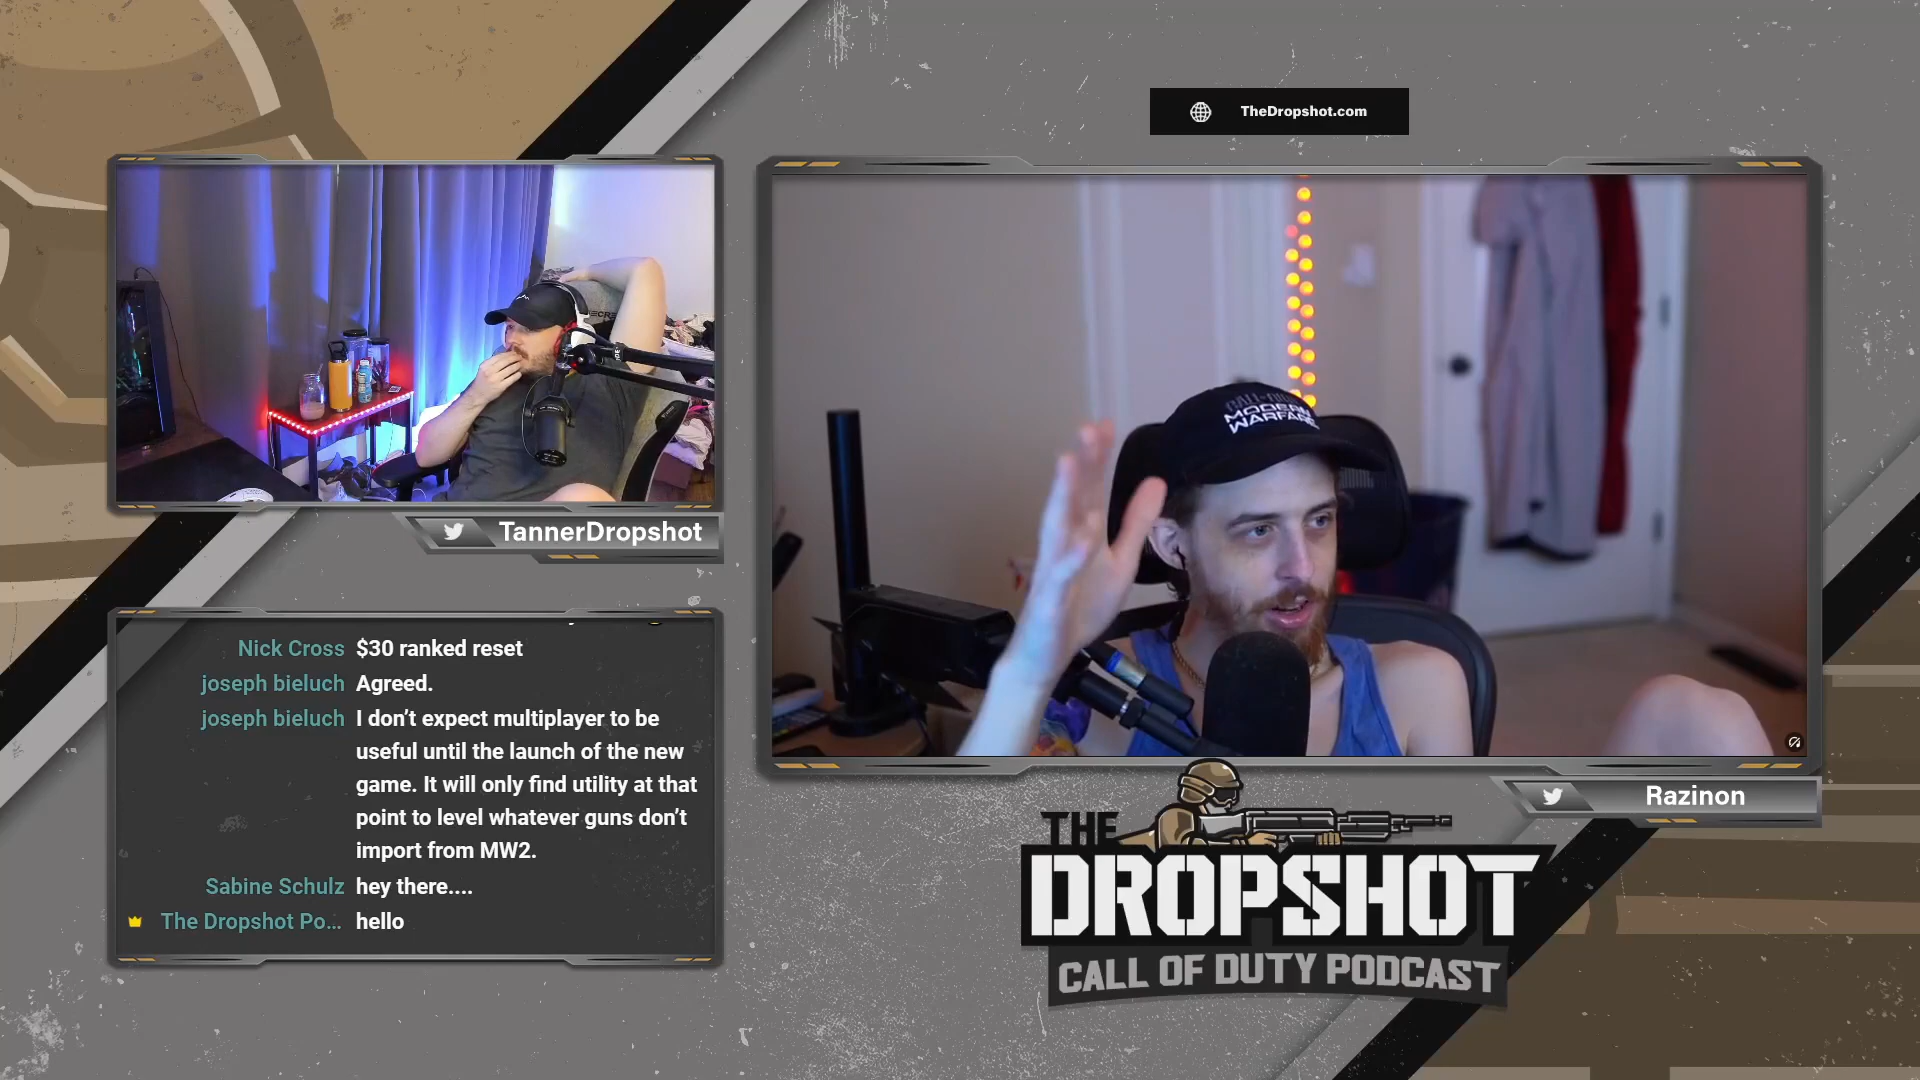 TheDropshot.com
CALL OF DUTY
MODERN
WARFARE
TannerDropshot
Nick Cross $30 ranked reset
joseph bieluch Agreed.
joseph bieluch I don't expect multiplayer to be
useful until the launch of the new
game. It will only find utility at that
point to level whatever guns don't
import from MW2.
Sabine Schulz hey there....
The Dropshot Po... hello
Razinon
THE
DROPSHOT
CALL OF DUTY PODCAST